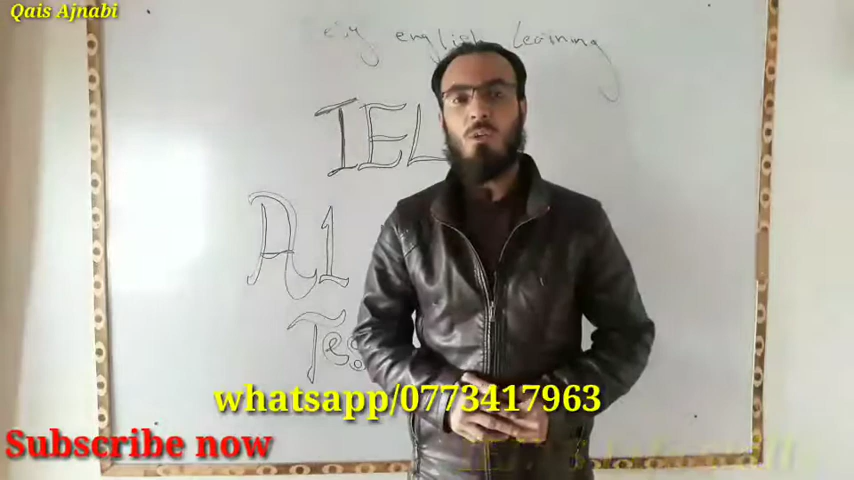 Qais Ajnabi
e.y english learning
IEL
A1
Tes
whatsapp ( 0773417963
Subscribe now